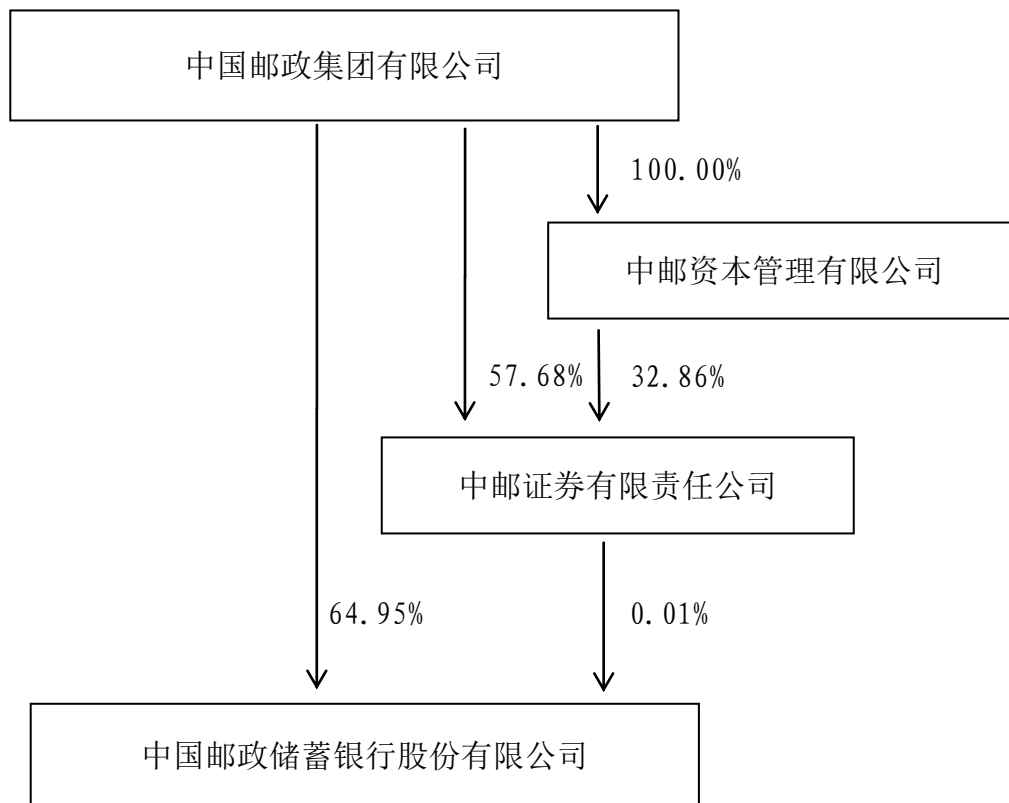 中国邮政集团有限公司
100.00%
中邮资本管理有限公司
57.68%
32.86%
中邮证券有限责任公司
64.95%
0.01%
中国邮政储蓄银行股份有限公司